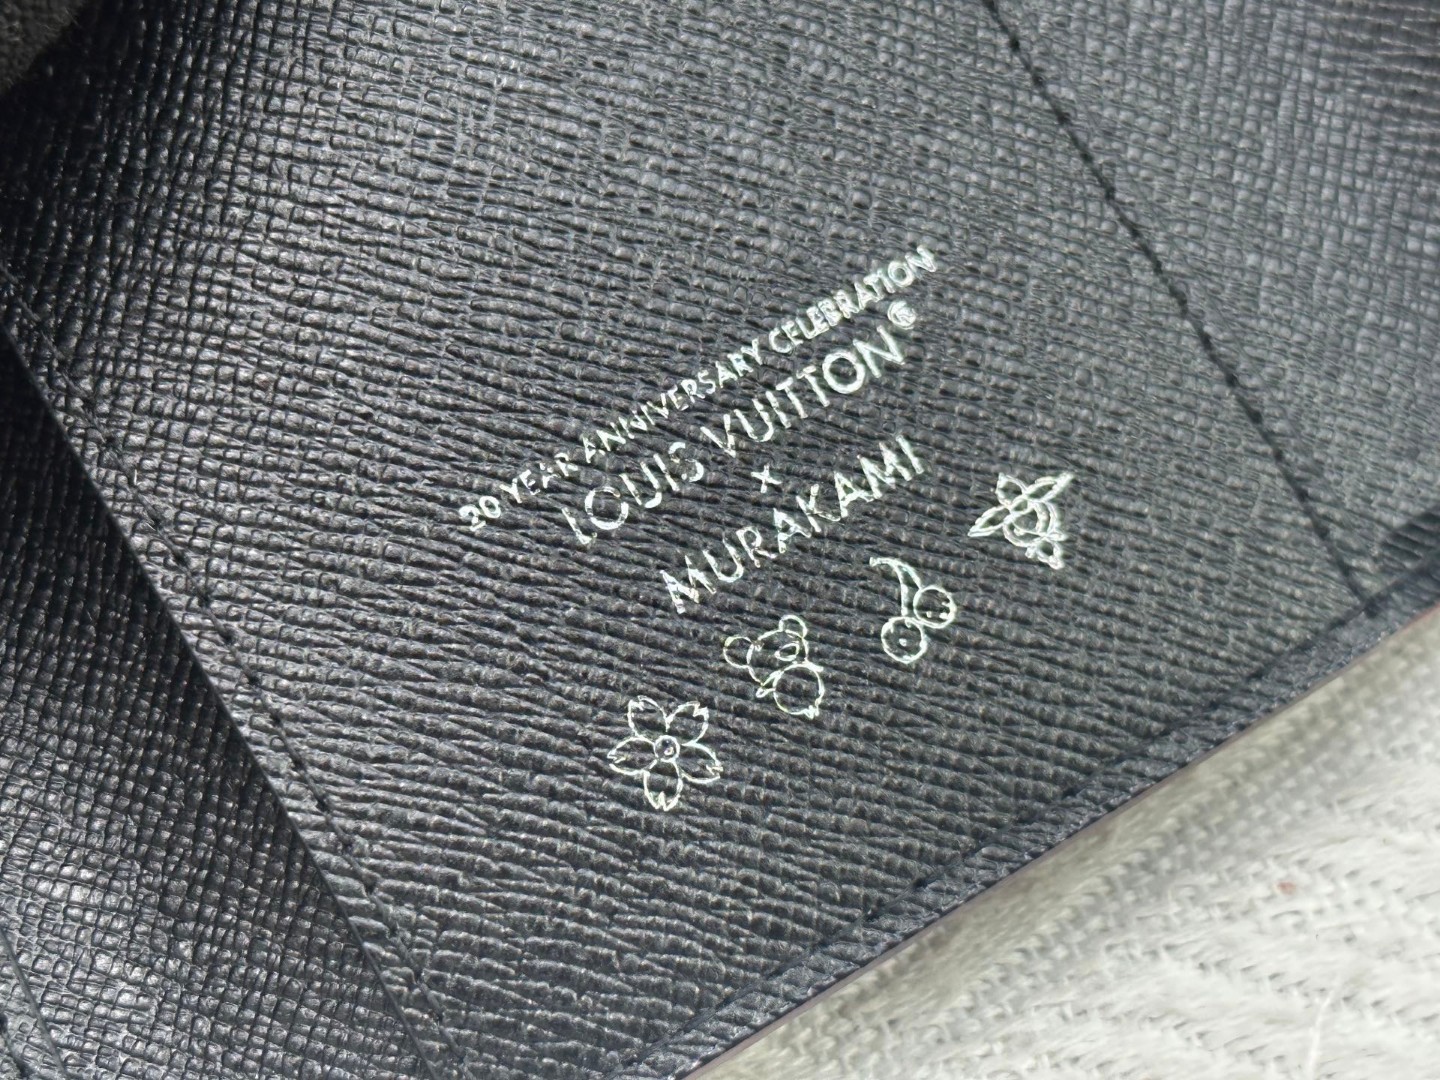 20 YEAR ANNIVERSARY CELEBRATION
LOUIS VUITTON®
x
MURAKAMI